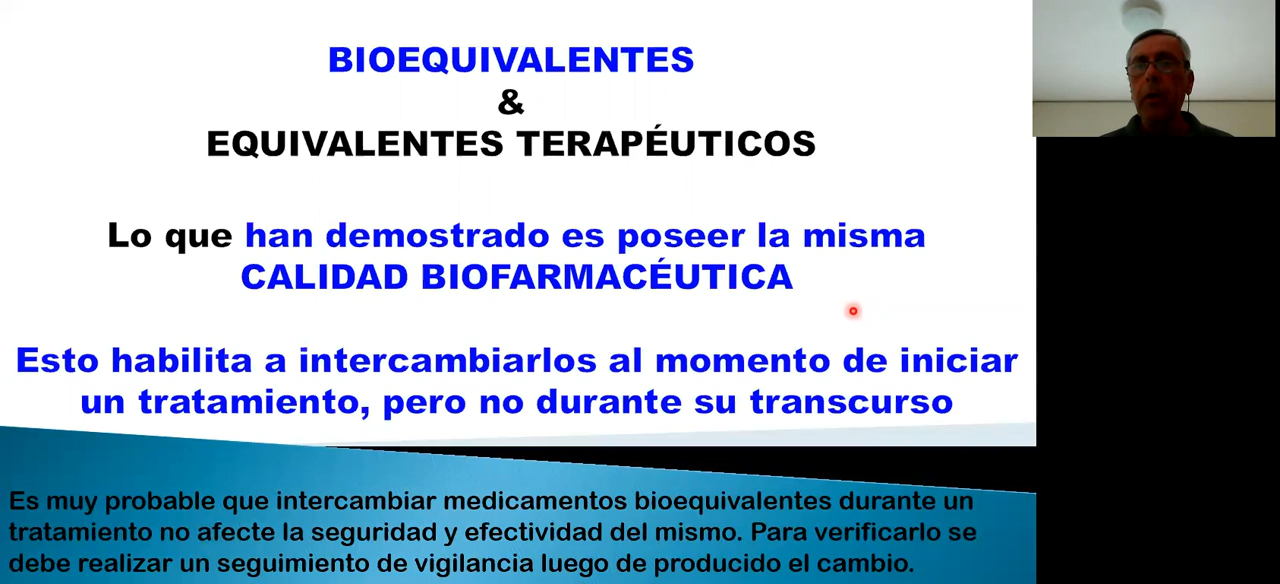 BIOEQUIVALENTES
&
EQUIVALENTES TERAPÉUTICOS
Lo que han demostrado es poseer la misma
CALIDAD BIOFARMACÉUTICA
Esto habilita a intercambiarlos al momento de iniciar
un tratamiento, pero no durante su transcurso
Es muy probable que intercambiar medicamentos bioequivalentes durante un
tratamiento no afecte la seguridad y efectividad del mismo. Para verificarlo se
debe realizar un seguimiento de vigilancia luego de producido el cambio.